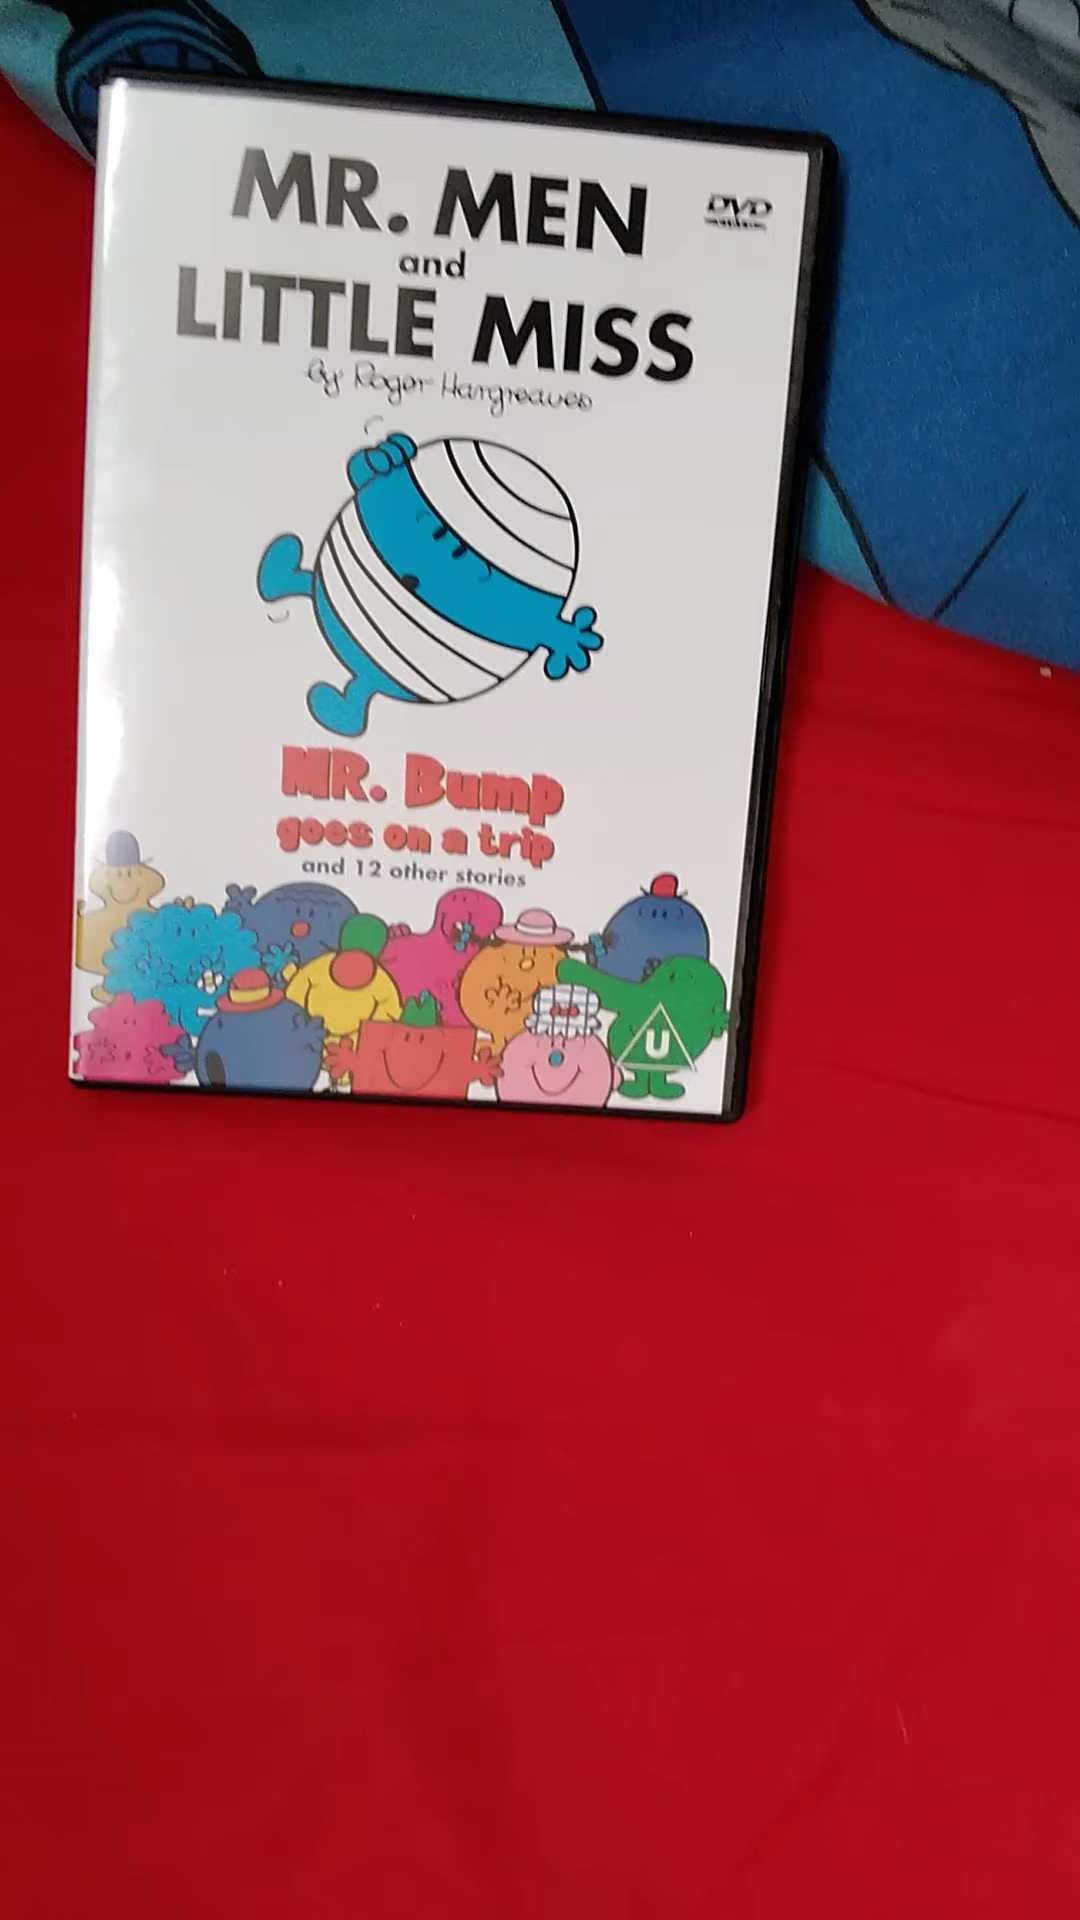 MR. MEN
DVD
and
LITTLE MISS
by Roger Hargreaves
MR. Bump
goes on a trip
and 12 other stories
U